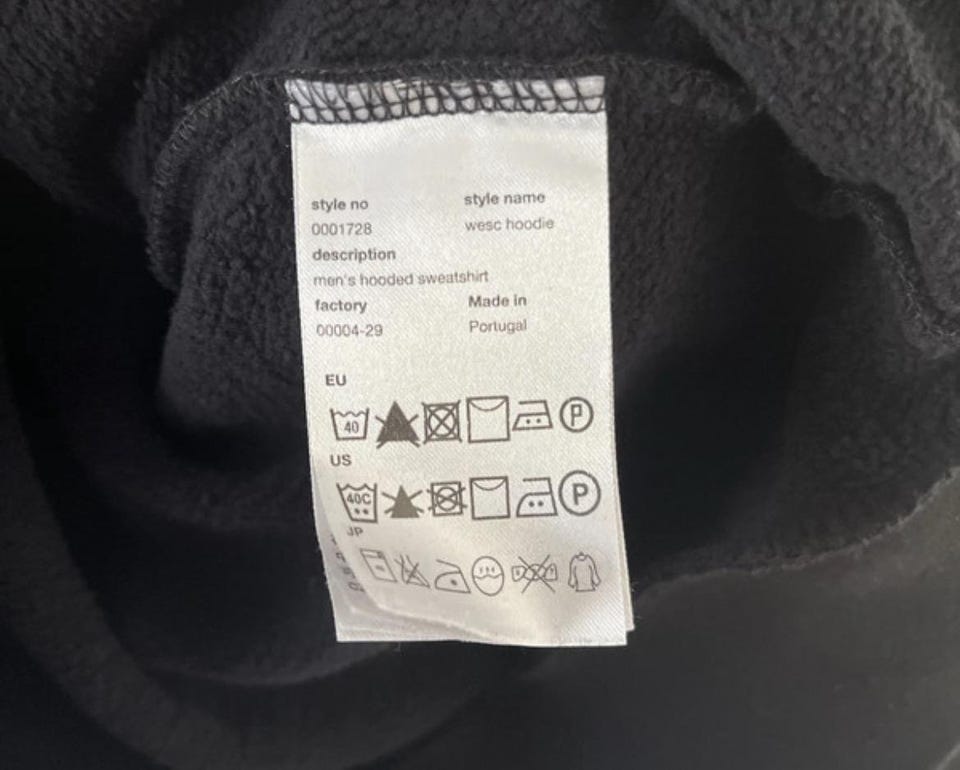 style no style name
0001728 wesc hoodie
description
men's hooded sweatshirt
factory Made in
00004-29 Portugal
EU
40 P
US
40C P
JP